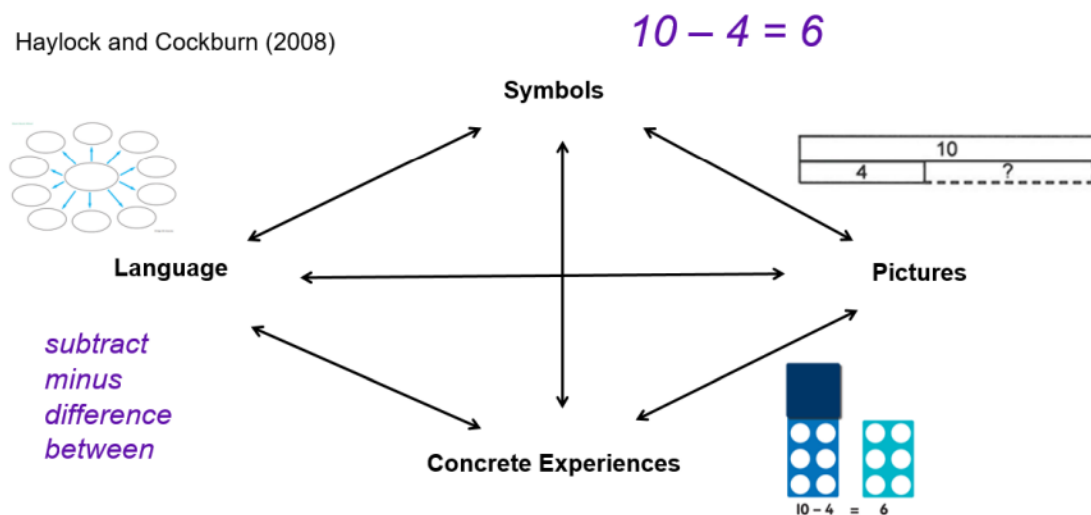 Haylock and Cockburn (2008)
10 – 4 = 6
Symbols
10
4 ?
Language
Pictures
subtract
minus
difference
between
Concrete Experiences
10 – 4 = 6